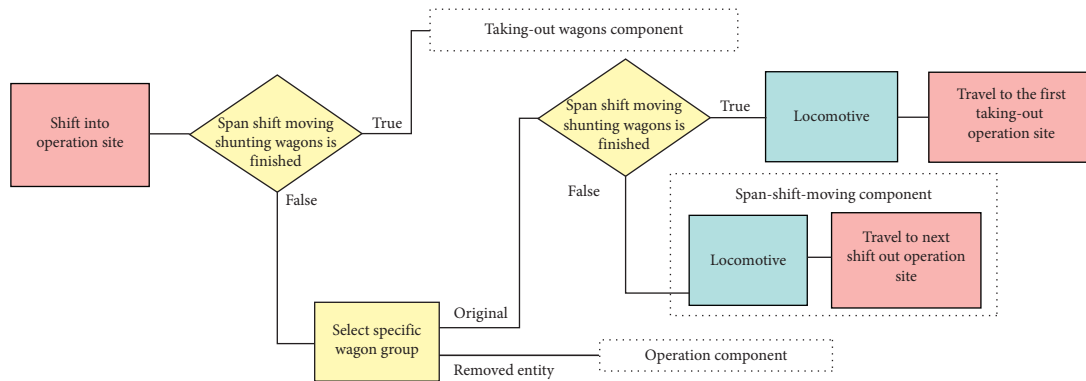 Taking-out wagons component
Shift into
operation site
Span shift moving
shunting wagons is
finished
True
False
Select specific
wagon group
Original
Removed entity
Operation component
Span shift moving
shunting wagons is
finished
True
False
Locomotive
Travel to the first
taking-out
operation site
Span-shift-moving component
Locomotive
Travel to next
shift out operation
site